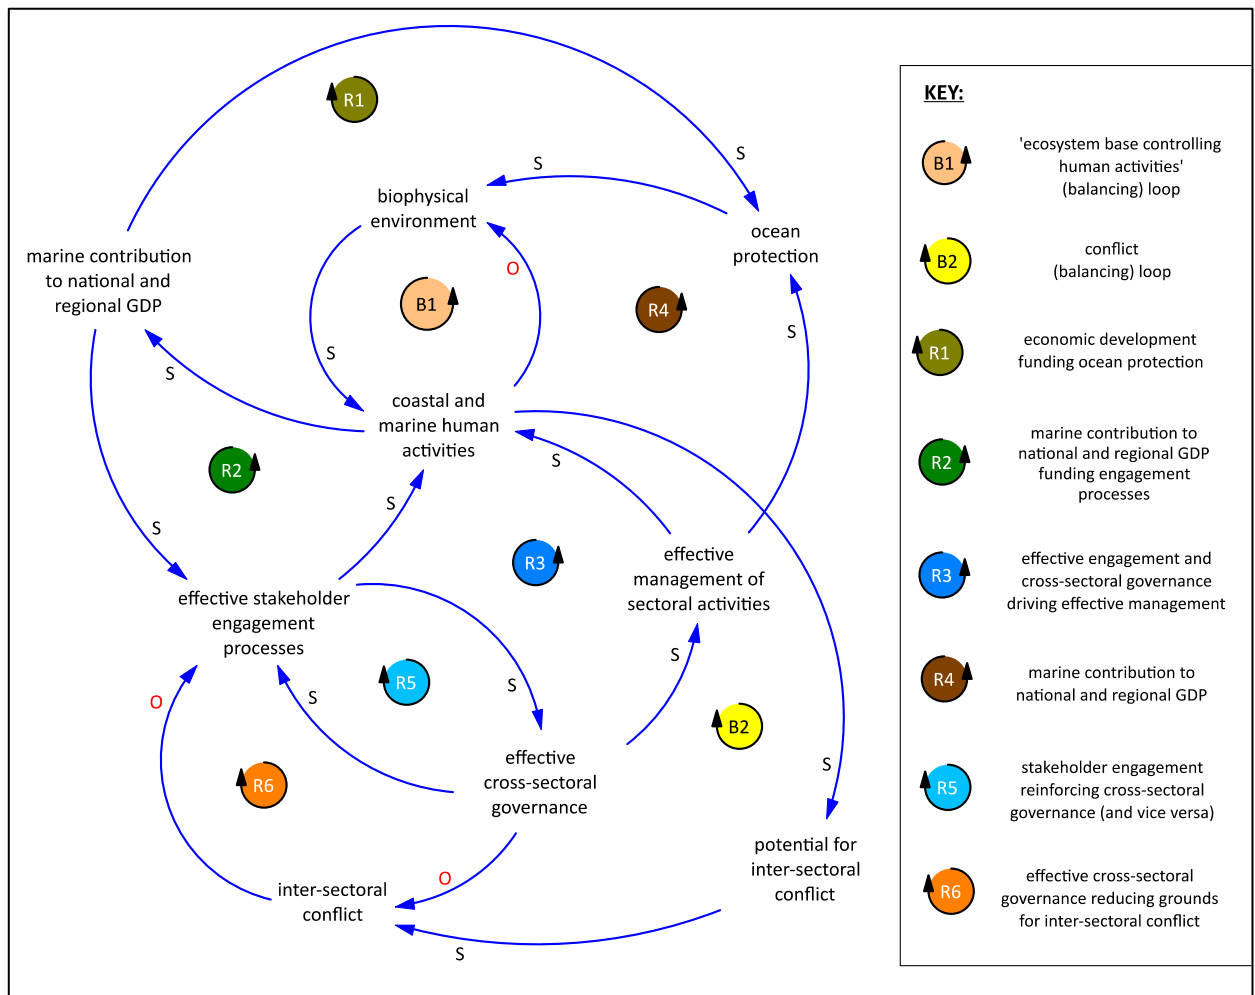 R1
S
S
biophysical
environment
ocean
protection
marine contribution
to national and
regional GDP
O
B1
R4
S
S
S
coastal and
marine human
activities
R2
S
S
S
R3
effective
management of
sectoral activities
effective stakeholder
engagement
processes
S
R5
S
S
O
B2
effective
cross-sectoral
governance
R6
S
potential for
inter-sectoral
conflict
O
inter-sectoral
conflict
S
KEY:
B1
'ecosystem base controlling
human activities'
(balancing) loop
B2
conflict
(balancing) loop
R1
economic development
funding ocean protection
R2
marine contribution to
national and regional GDP
funding engagement
processes
R3
effective engagement and
cross-sectoral governance
driving effective management
R4
marine contribution to
national and regional GDP
R5
stakeholder engagement
reinforcing cross-sectoral
governance (and vice versa)
R6
effective cross-sectoral
governance reducing grounds
for inter-sectoral conflict